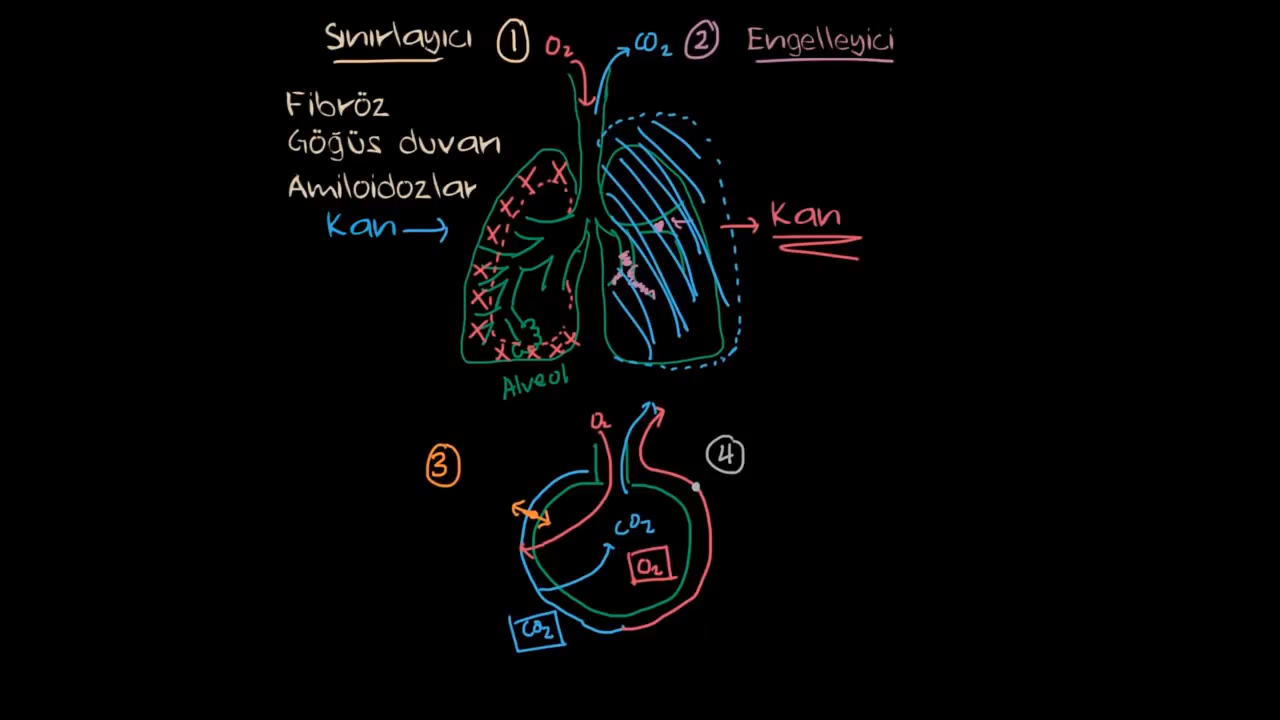 Sınırlayıcı 1 O₂ CO₂ 2 Engelleyici
Fibröz
Göğüs duvarı
Amiloidozlar
Kan
Kan
Alveol
O₂
3
4
CO₂
O₂
CO₂